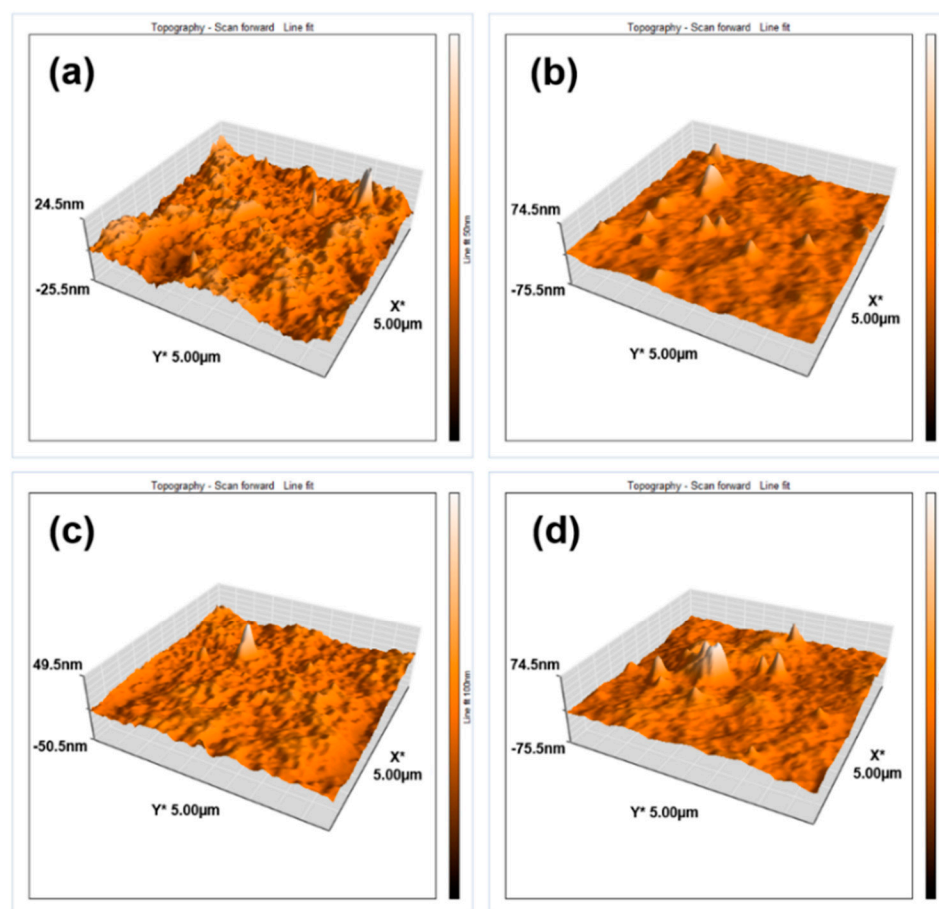 Topography - Scan forward Line fit
(a)
24.5nm
-25.5nm
X*
5.00µm
Y* 5.00µm
Line fit 50nm
Topography - Scan forward Line fit
(b)
74.5nm
-75.5nm
X*
5.00µm
Y* 5.00µm
Topography - Scan forward Line fit
(c)
49.5nm
-50.5nm
X*
5.00µm
Y* 5.00µm
Line fit 100nm
Topography - Scan forward Line fit
(d)
74.5nm
-75.5nm
X*
5.00µm
Y* 5.00µm